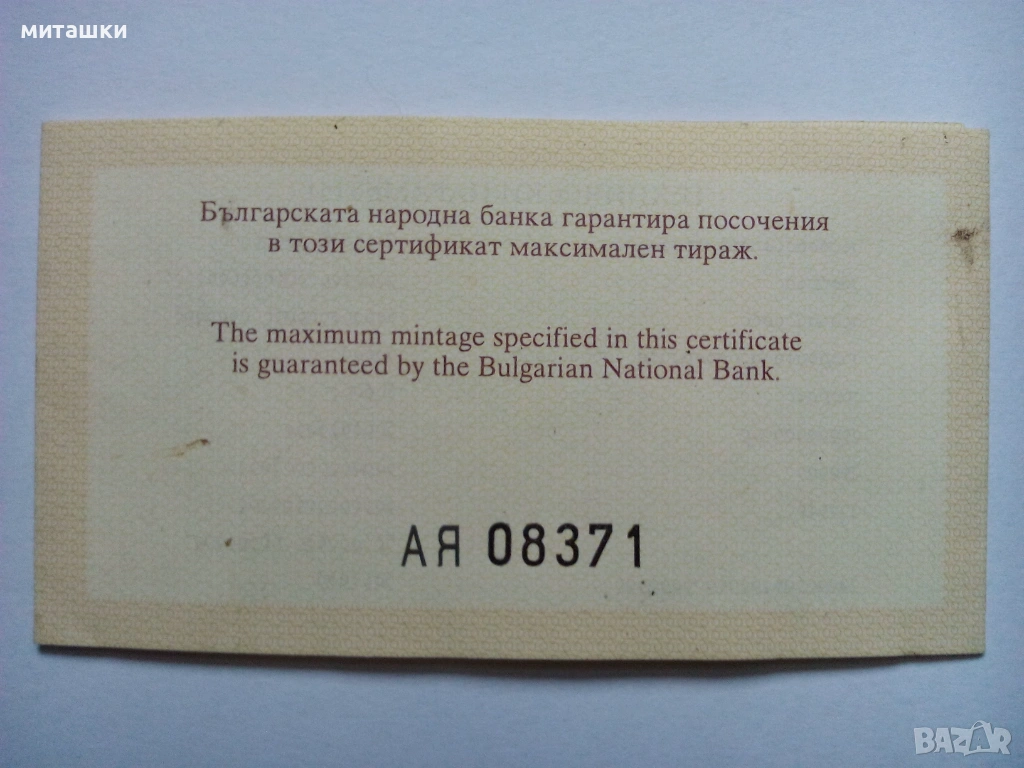 миташки
Българската народна банка гарантира посочения
в този сертификат максимален тираж.
The maximum mintage specified in this certificate
is guaranteed by the Bulgarian National Bank.
АЯ 08371
BAZAR